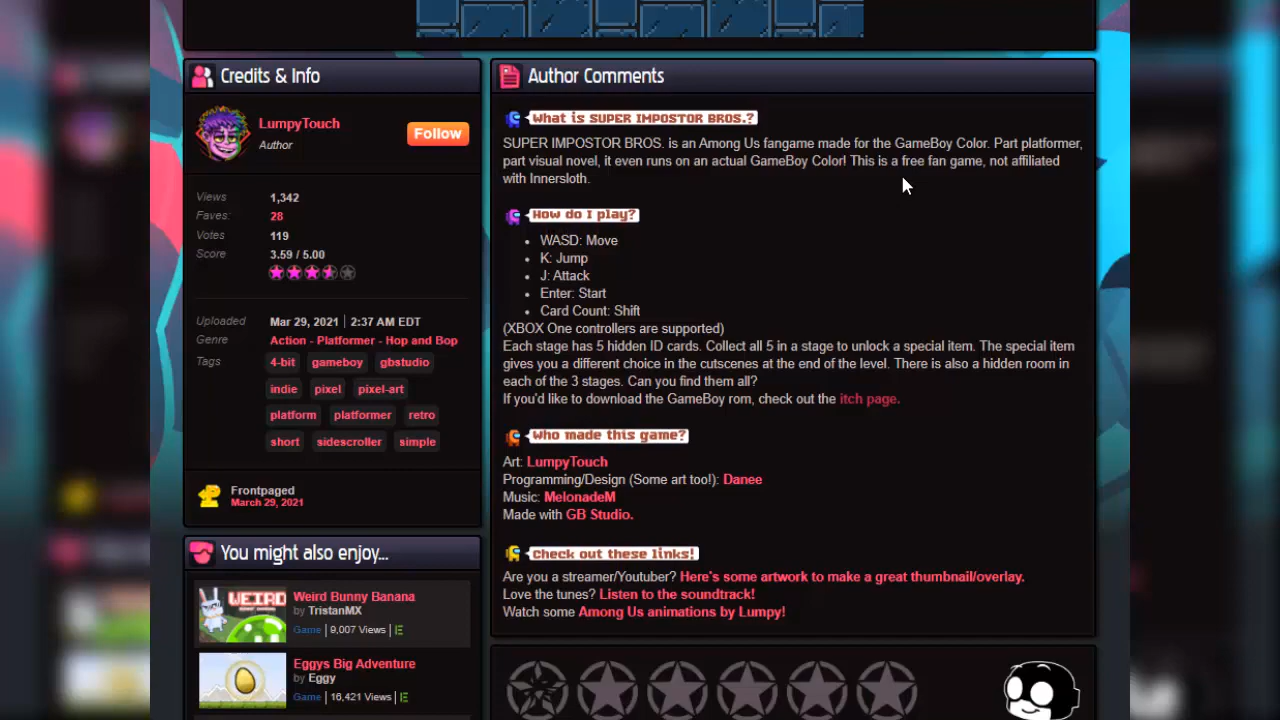 Credits & Info
LumpyTouch
Author
Follow
Views 1,342
Faves: 28
Votes 119
Score 3.59 / 5.00
Uploaded Mar 29, 2021 | 2:37 AM EDT
Genre Action - Platformer - Hop and Bop
Tags 4-bit gameboy gbstudio
indie pixel pixel-art
platform platformer retro
short sidescroller simple
Frontpaged
March 29, 2021
You might also enjoy...
WEIRD
Weird Bunny Banana
by TristanMX
Game | 9,007 Views | E
Eggys Big Adventure
by Eggy
Game | 16,421 Views | E
Author Comments
What is SUPER IMPOSTOR BROS.?
SUPER IMPOSTOR BROS. is an Among Us fangame made for the GameBoy Color. Part platformer,
part visual novel, it even runs on an actual GameBoy Color! This is a free fan game, not affiliated
with Innersloth.
How do I play?
• WASD: Move
• K: Jump
• J: Attack
• Enter: Start
• Card Count: Shift
(XBOX One controllers are supported)
Each stage has 5 hidden ID cards. Collect all 5 in a stage to unlock a special item. The special item
gives you a different choice in the cutscenes at the end of the level. There is also a hidden room in
each of the 3 stages. Can you find them all?
If you'd like to download the GameBoy rom, check out the itch page.
Who made this game?
Art: LumpyTouch
Programming/Design (Some art too!): Danee
Music: MelonadeM
Made with GB Studio.
Check out these links!
Are you a streamer/Youtuber? Here's some artwork to make a great thumbnail/overlay.
Love the tunes? Listen to the soundtrack!
Watch some Among Us animations by Lumpy!